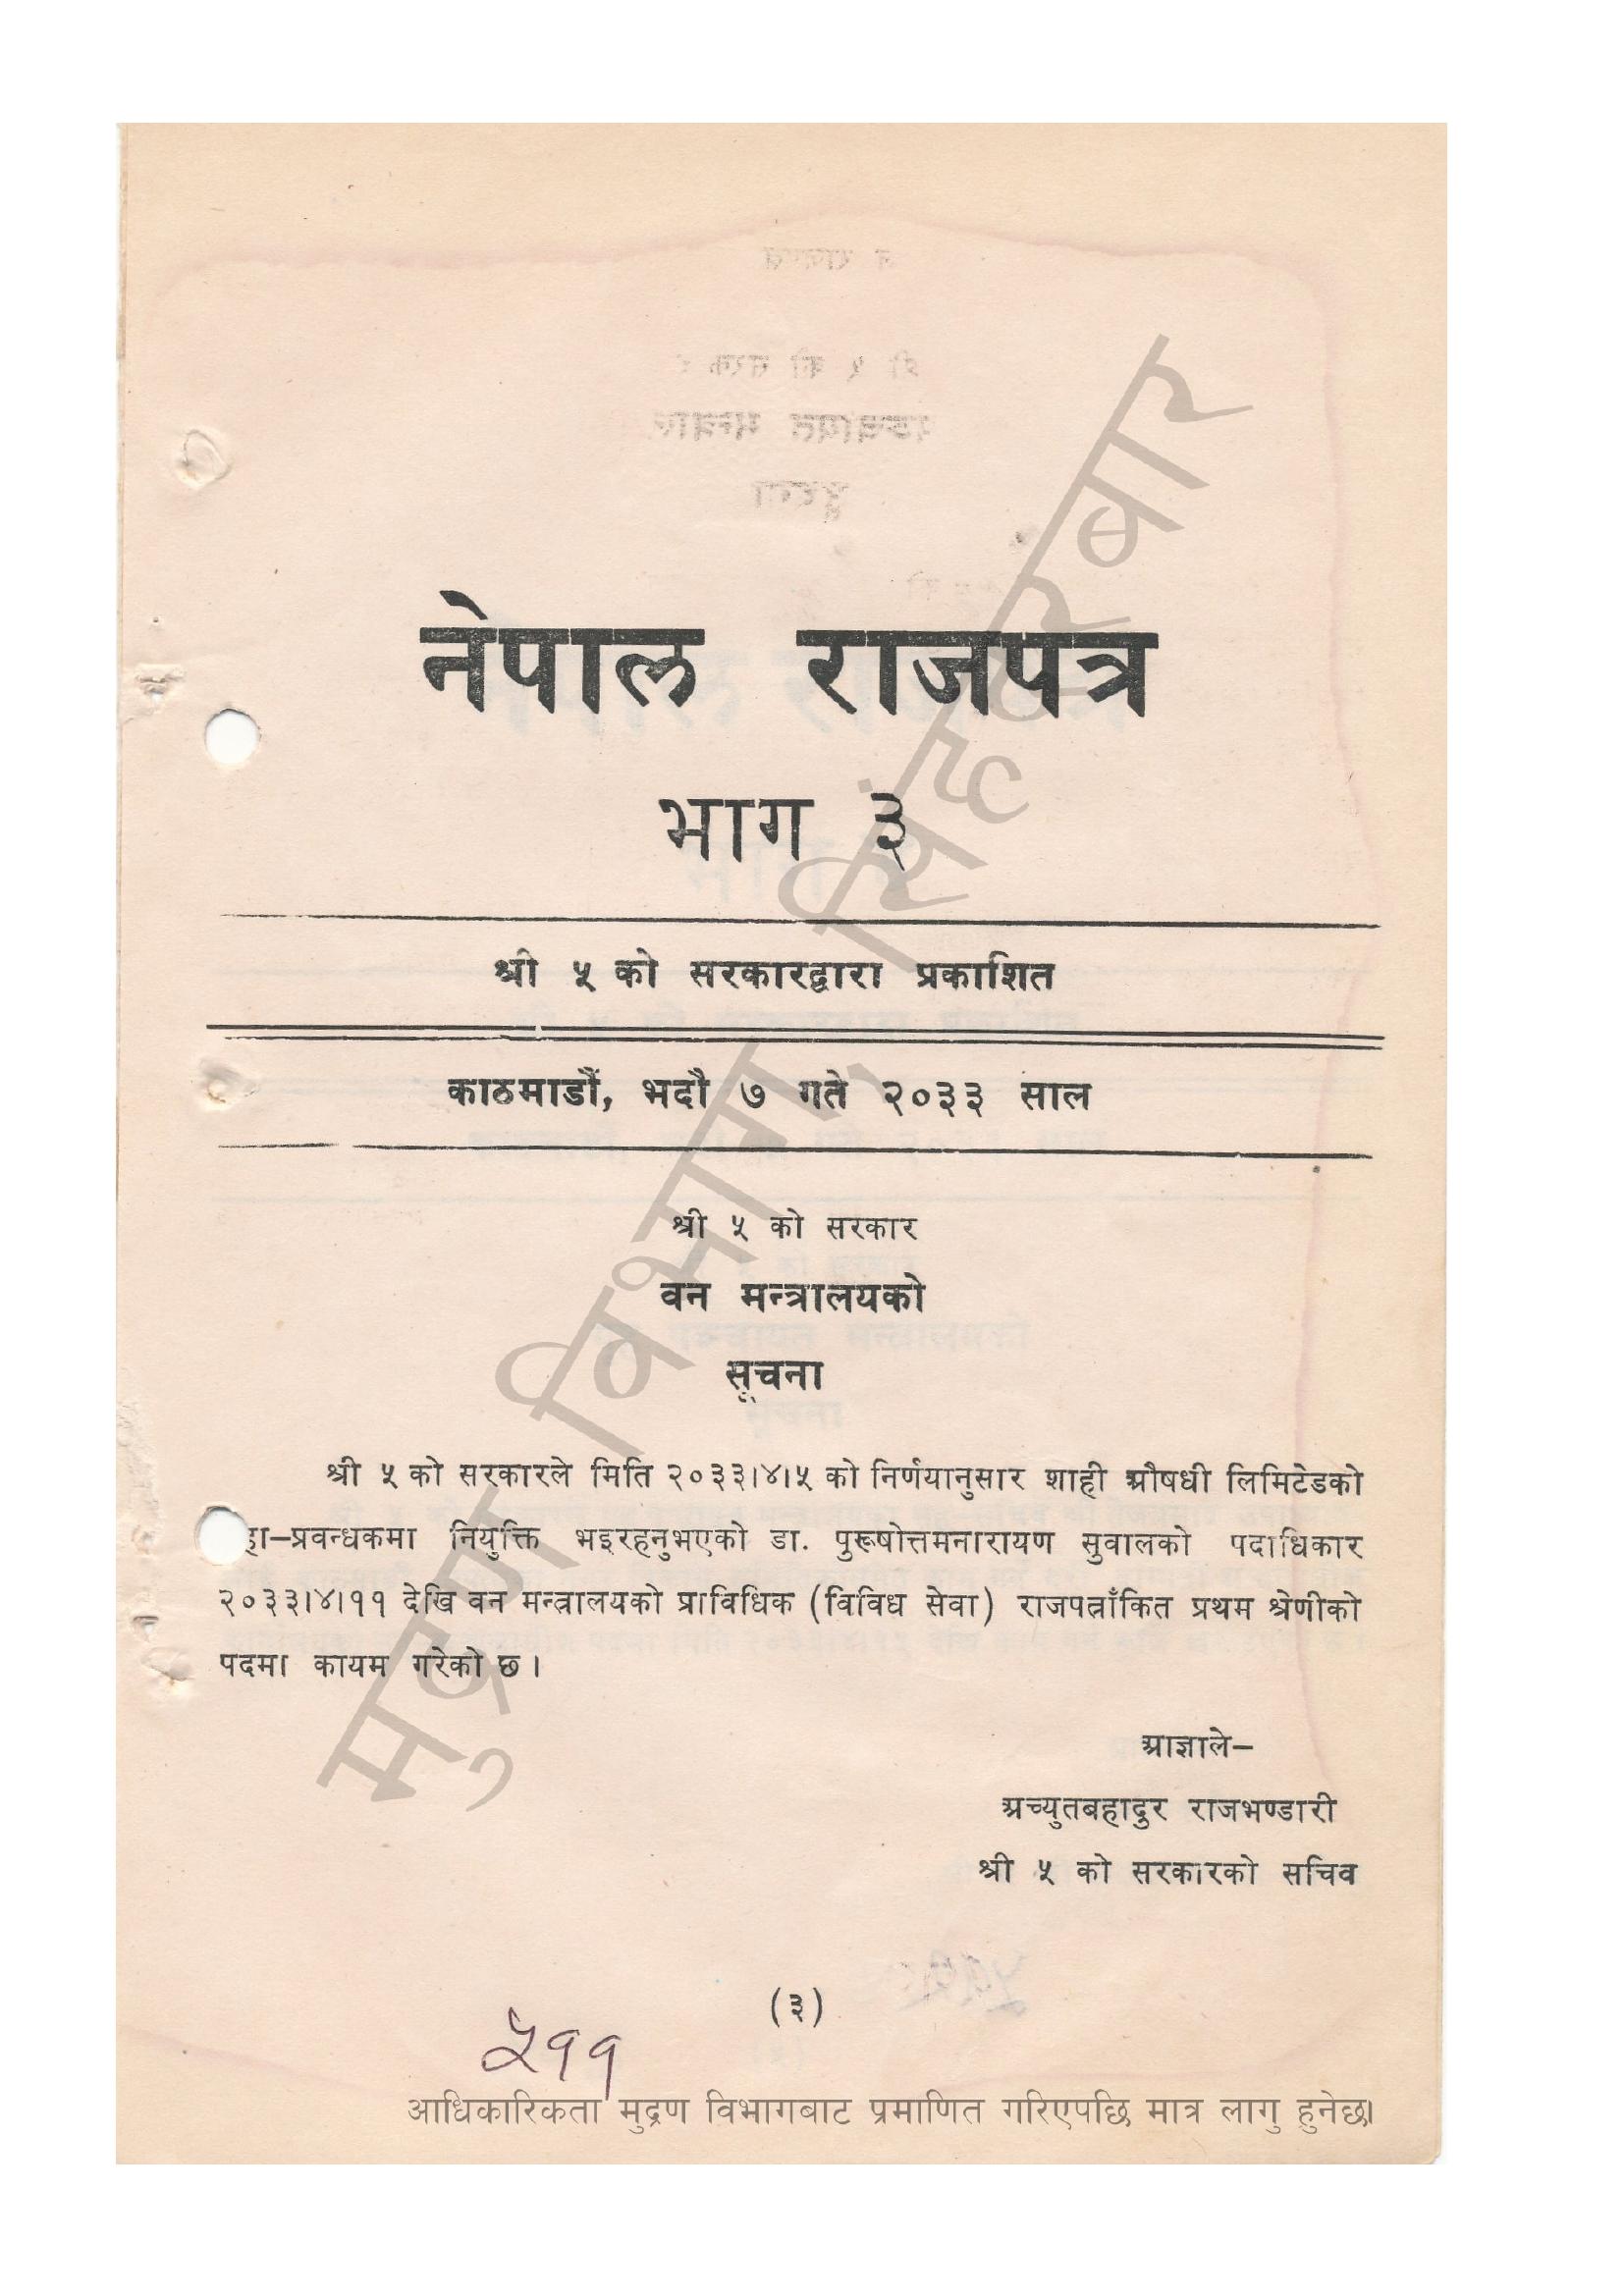 नेपाल राजपत्र
भाग ३
श्री ५ को सरकारद्वारा प्रकाशित
काठमाडौं, भदौ ७ गते २०३३ साल
श्री ५ को सरकार
वन मन्त्रालयको
सूचना
श्री ५ को सरकारले मिति २०३३।४।५ को निर्णयानुसार शाही औषधी लिमिटेडको
हा–प्रवन्धकमा नियुक्ति भइरहनुभएको डा. पुरूषोत्तमनारायण सुवालको पदाधिकार
२०३३।४।११ देखि वन मन्त्रालयको प्राविधिक (विविध सेवा) राजपत्राँकित प्रथम श्रेणीको
पदमा कायम गरेको छ।
आज्ञाले–
अच्युतबहादुर राजभण्डारी
श्री ५ को सरकारको सचिव
(३)
५११
आधिकारिकता मुद्रण विभागबाट प्रमाणित गरिएपछि मात्र लागु हुनेछ।
मुद्रण विभाग, सिंहदरबार